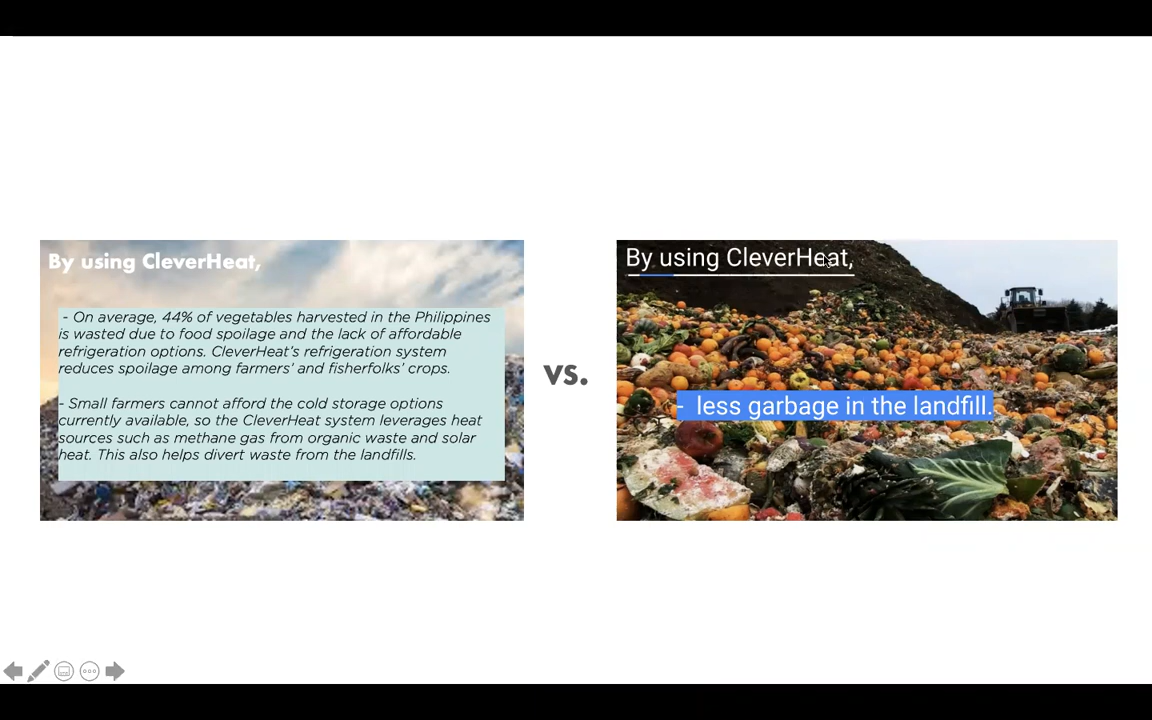 By using CleverHeat,
- On average, 44% of vegetables harvested in the Philippines
is wasted due to food spoilage and the lack of affordable
refrigeration options. CleverHeat's refrigeration system
reduces spoilage among farmers' and fisherfolks' crops.
- Small farmers cannot afford the cold storage options
currently available, so the CleverHeat system leverages heat
sources such as methane gas from organic waste and solar
heat. This also helps divert waste from the landfills.
vs.
By using CleverHeat,
- less garbage in the landfill.